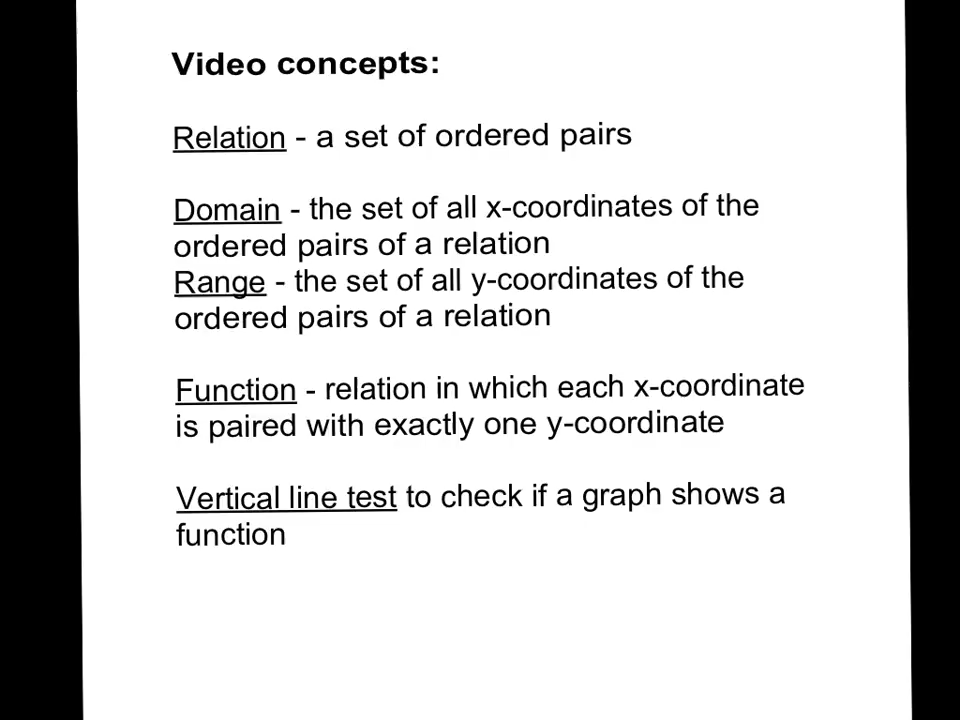 Video concepts:
Relation - a set of ordered pairs
Domain - the set of all x-coordinates of the
ordered pairs of a relation
Range - the set of all y-coordinates of the
ordered pairs of a relation
Function - relation in which each x-coordinate
is paired with exactly one y-coordinate
Vertical line test to check if a graph shows a
function